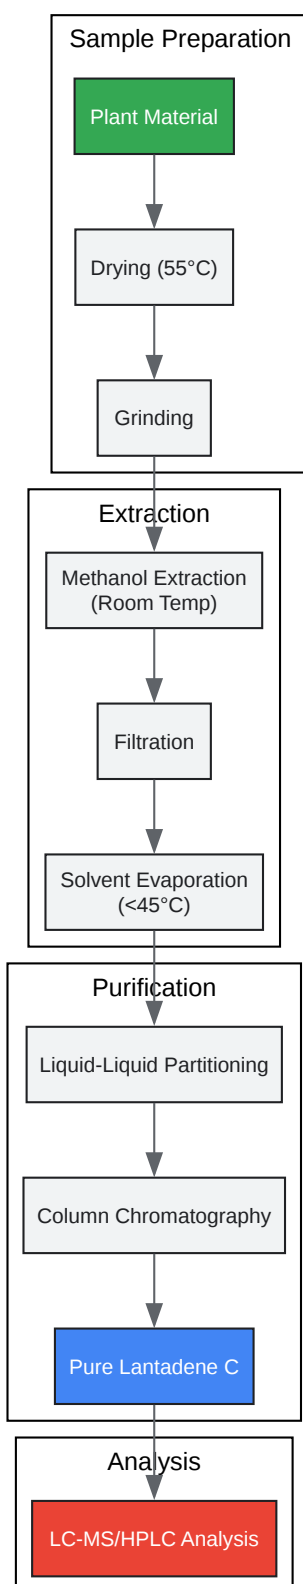 Sample Preparation
Plant Material
Drying (55°C)
Grinding
Extraction
Methanol Extraction
(Room Temp)
Filtration
Solvent Evaporation
(<45°C)
Purification
Liquid-Liquid Partitioning
Column Chromatography
Pure Lantadene C
Analysis
LC-MS/HPLC Analysis